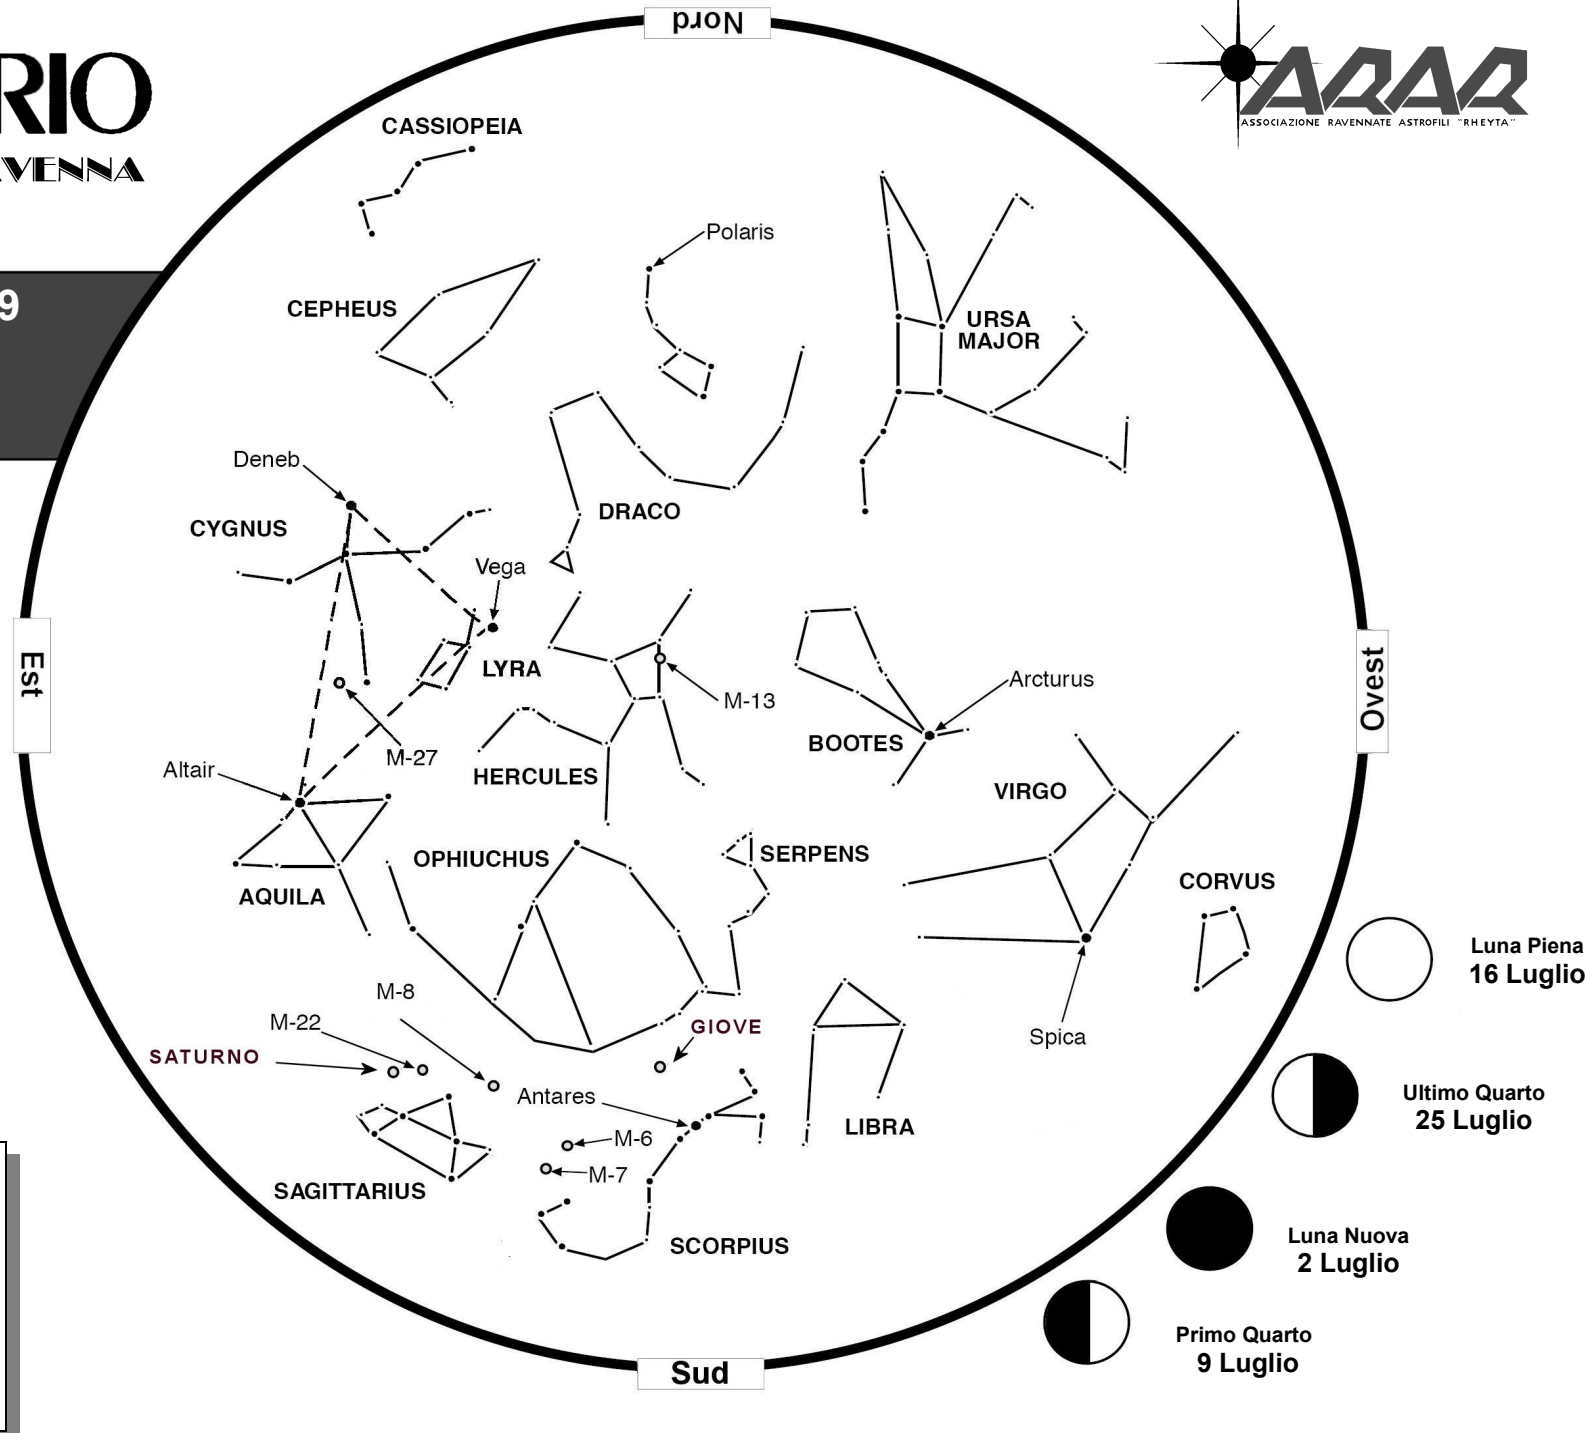 Nord
RIO
AVENNA
ARAR
ASSOCIAZIONE RAVENNATE ASTROFILI "RHEYTA"
9
CASSIOPEIA
Polaris
CEPHEUS
URSA
MAJOR
Deneb
CYGNUS
DRACO
Vega
LYRA
Est
Ovest
M-13
Arcturus
BOOTES
M-27
Altair
HERCULES
VIRGO
OPHIUCHUS
SERPENS
CORVUS
AQUILA
M-8
M-22
GIOVE
SATURNO
Spica
Antares
LIBRA
M-6
M-7
SAGITTARIUS
SCORPIUS
Luna Piena
16 Luglio
Ultimo Quarto
25 Luglio
Luna Nuova
2 Luglio
Primo Quarto
9 Luglio
Sud